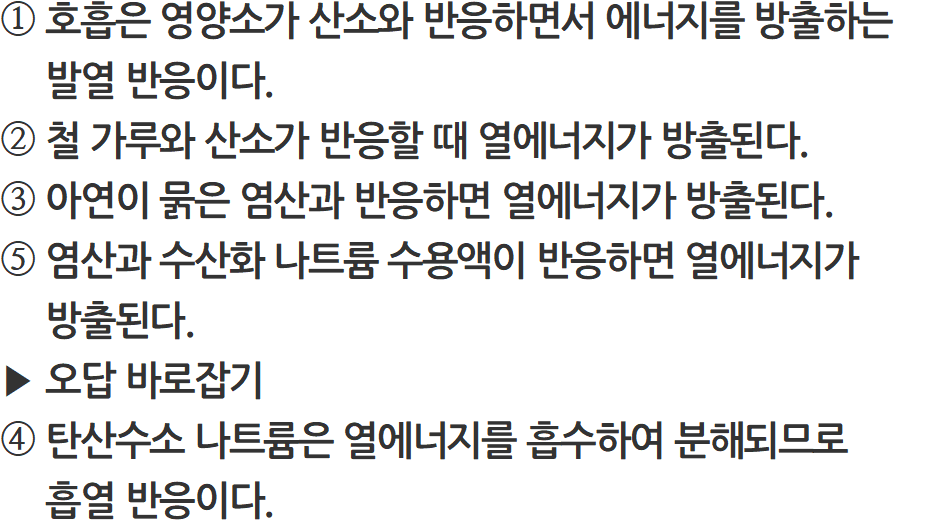 ① 호흡은 영양소가 산소와 반응하면서 에너지를 방출하는
발열 반응이다.
② 철 가루와 산소가 반응할 때 열에너지가 방출된다.
③ 아연이 묽은 염산과 반응하면 열에너지가 방출된다.
⑤ 염산과 수산화 나트륨 수용액이 반응하면 열에너지가
방출된다.
▶ 오답 바로잡기
④ 탄산수소 나트륨은 열에너지를 흡수하여 분해되므로
흡열 반응이다.